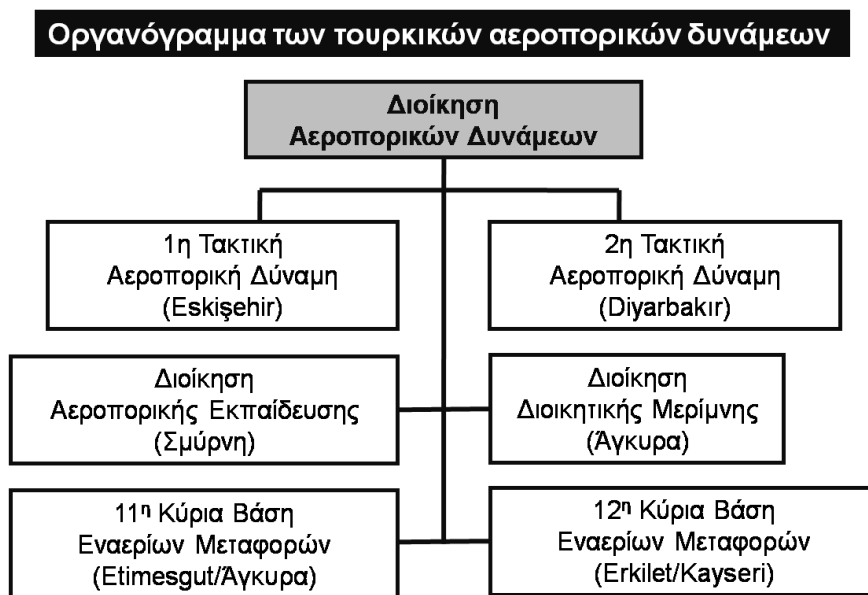 Οργανόγραμμα των τουρκικών αεροπορικών δυνάμεων
Διοίκηση
Αεροπορικών Δυνάμεων
1η Τακτική
Αεροπορική Δύναμη
(Eskişehir)
2η Τακτική
Αεροπορική Δύναμη
(Diyarbakır)
Διοίκηση
Αεροπορικής Εκπαίδευσης
(Σμύρνη)
Διοίκηση
Διοικητικής Μερίμνης
(Άγκυρα)
11η Κύρια Βάση
Εναερίων Μεταφορών
(Etimesgut/Άγκυρα)
12η Κύρια Βάση
Εναερίων Μεταφορών
(Erkilet/Kayseri)